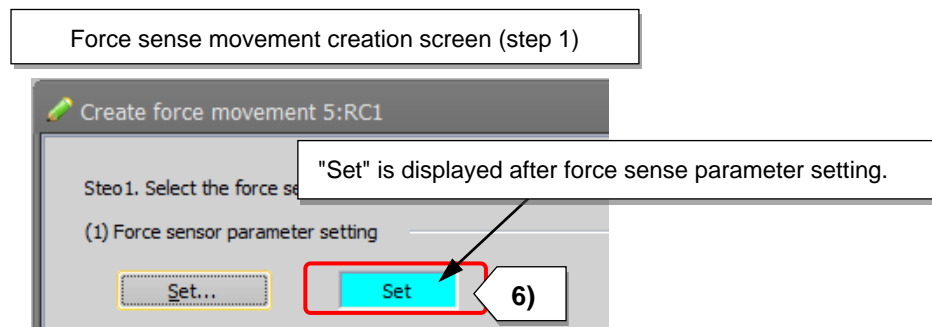 Force sense movement creation screen (step 1)
Create force movement 5:RC1
"Set" is displayed after force sense parameter setting.
Steo1. Select the force se
(1) Force sensor parameter setting
Set...
Set
6)